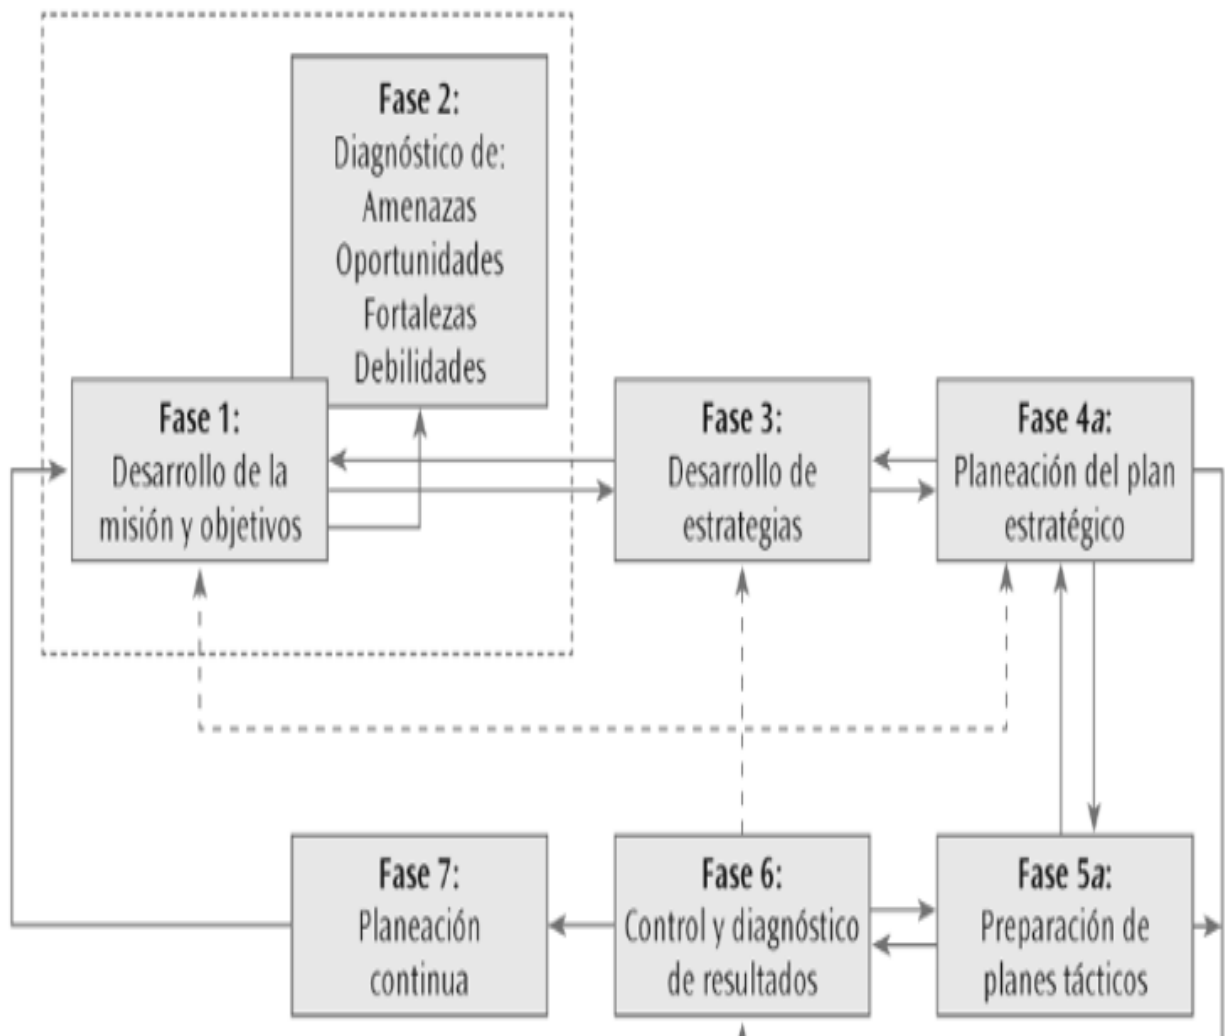 Fase 2:
Diagnóstico de:
Amenazas
Oportunidades
Fortalezas
Debilidades
Fase 1:
Desarrollo de la
misión y objetivos
Fase 3:
Desarrollo de
estrategias
Fase 4a:
Planeación del plan
estratégico
Fase 7:
Planeación
continua
Fase 6:
Control y diagnóstico
de resultados
Fase 5a:
Preparación de
planes tácticos